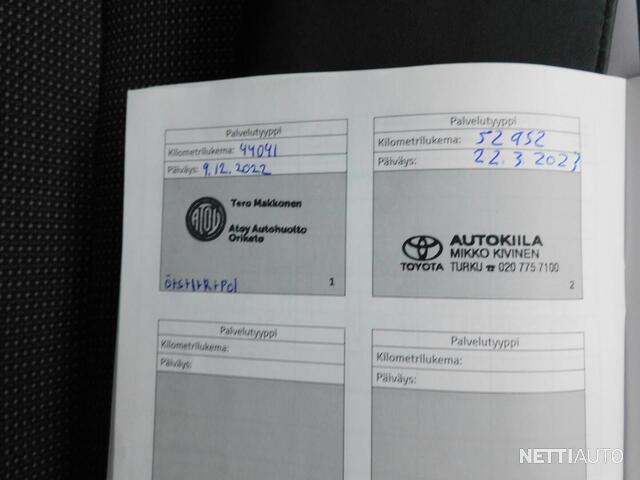 Palvelutyyppi
Kilometrilukema: 44041
Päiväys: 9.12.2022
ATOY
Tero Makkonen
Atoy Autohuolto
Oriketo
1
Palvelutyyppi
Kilometrilukema: 52952
Päiväys: 22.3.2023
AUTOKIILA
MIKKO KIVINEN
TOYOTA TURKU ☎ 020 775 7100
2
Palvelutyyppi
Kilometrilukema:
Päiväys:
Palvelutyyppi
Kilometrilukema:
Päiväys:
NETTIAUTO